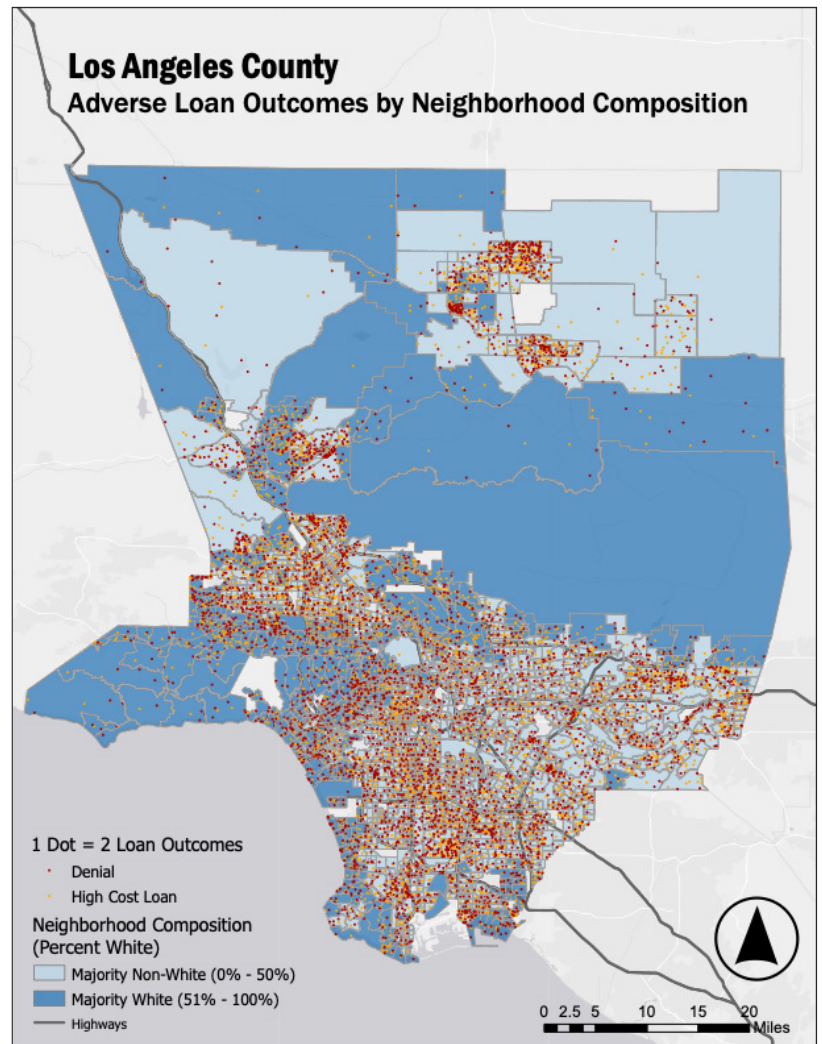 Los Angeles County
Adverse Loan Outcomes by Neighborhood Composition
1 Dot = 2 Loan Outcomes
Denial
High Cost Loan
Neighborhood Composition
(Percent White)
Majority Non-White (0% - 50%)
Majority White (51% - 100%)
Highways
0 2.5 5 10 15 20
Miles